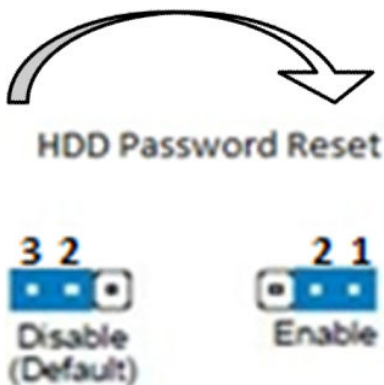 HDD Password Reset
3 2
2 1
Disable
(Default)
Enable